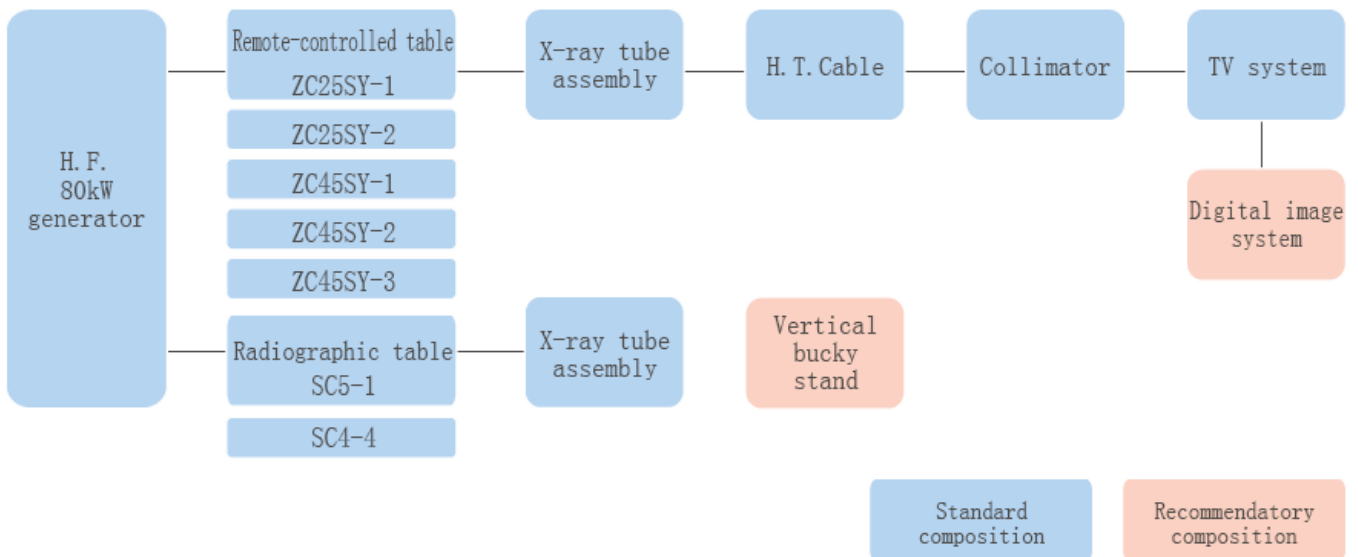 H.F.
80kW
generator
Remote-controlled table
ZC25SY-1
ZC25SY-2
ZC45SY-1
ZC45SY-2
ZC45SY-3
Radiographic table
SC5-1
SC4-4
X-ray tube
assembly
H.T.Cable
Collimator
TV system
Digital image
system
X-ray tube
assembly
Vertical
bucky
stand
Standard
composition
Recommendatory
composition